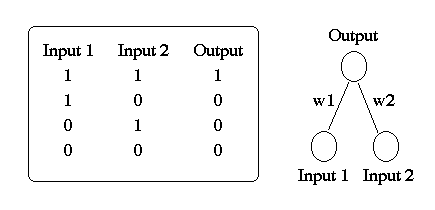 Input 1 Input 2 Output
1 1 1
1 0 0
0 1 0
0 0 0
Output
w1 w2
Input 1 Input 2